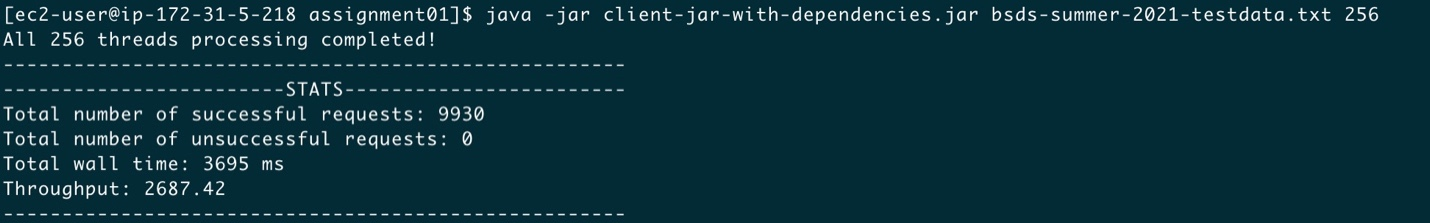 [ec2-user@ip-172-31-5-218 assignment01]$ java -jar client-jar-with-dependencies.jar bsds-summer-2021-testdata.txt 256
All 256 threads processing completed!
----------------------------------------------------
------------------------STATS------------------------
Total number of successful requests: 9930
Total number of unsuccessful requests: 0
Total wall time: 3695 ms
Throughput: 2687.42
----------------------------------------------------